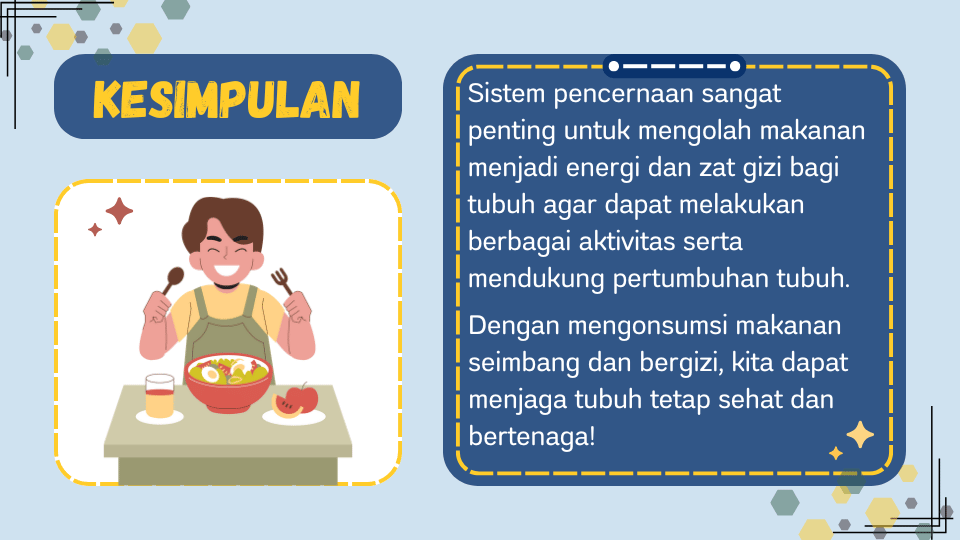 KESIMPULAN
Sistem pencernaan sangat
penting untuk mengolah makanan
menjadi energi dan zat gizi bagi
tubuh agar dapat melakukan
berbagai aktivitas serta
mendukung pertumbuhan tubuh.
Dengan mengonsumsi makanan
seimbang dan bergizi, kita dapat
menjaga tubuh tetap sehat dan
bertenaga!